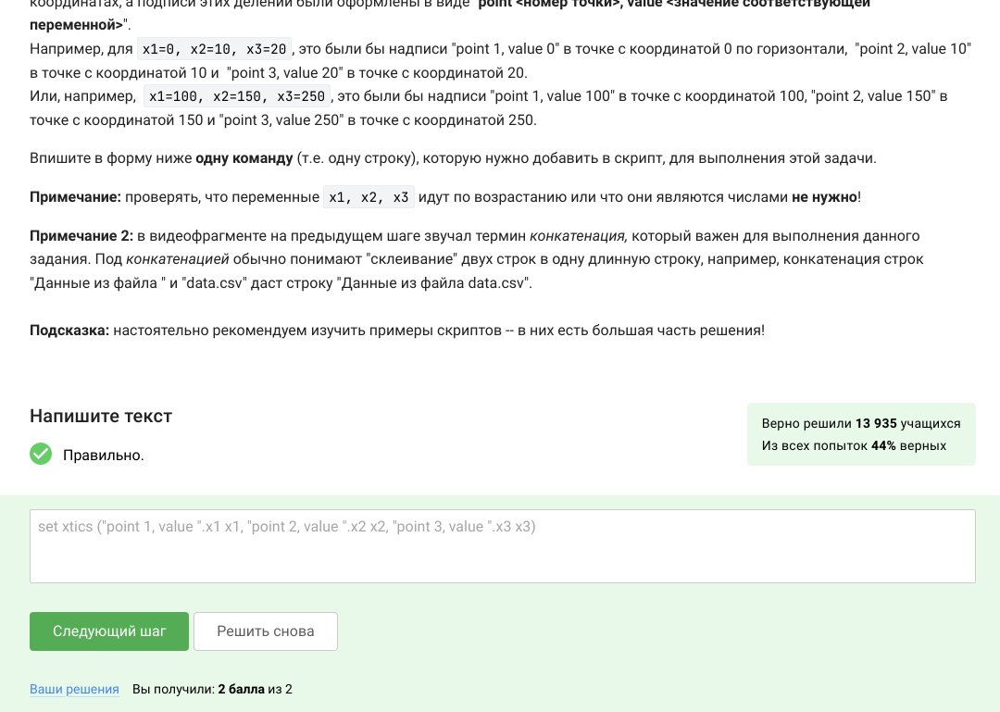 координатах, а подписи этих делений были оформлены в виде "point <номер точки>, value <значение соответствующей
переменной>".
Например, для x1=0, x2=10, x3=20, это были бы надписи "point 1, value 0" в точке с координатой 0 по горизонтали, "point 2, value 10"
в точке с координатой 10 и "point 3, value 20" в точке с координатой 20.
Или, например, x1=100, x2=150, x3=250, это были бы надписи "point 1, value 100" в точке с координатой 100, "point 2, value 150" в
точке с координатой 150 и "point 3, value 250" в точке с координатой 250.
Впишите в форму ниже одну команду (т.е. одну строку), которую нужно добавить в скрипт, для выполнения этой задачи.
Примечание: проверять, что переменные x1, x2, x3 идут по возрастанию или что они являются числами не нужно!
Примечание 2: в видеофрагменте на предыдущем шаге звучал термин конкатенация, который важен для выполнения данного
задания. Под конкатенацией обычно понимают "склеивание" двух строк в одну длинную строку, например, конкатенация строк
"Данные из файла " и "data.csv" даст строку "Данные из файла data.csv".
Подсказка: настоятельно рекомендуем изучить примеры скриптов -- в них есть большая часть решения!
Напишите текст
Верно решили 13 935 учащихся
Из всех попыток 44% верных
Правильно.
set xtics ("point 1, value ".x1 x1, "point 2, value ".x2 x2, "point 3, value ".x3 x3)
Следующий шаг
Решить снова
Ваши решения Вы получили: 2 балла из 2